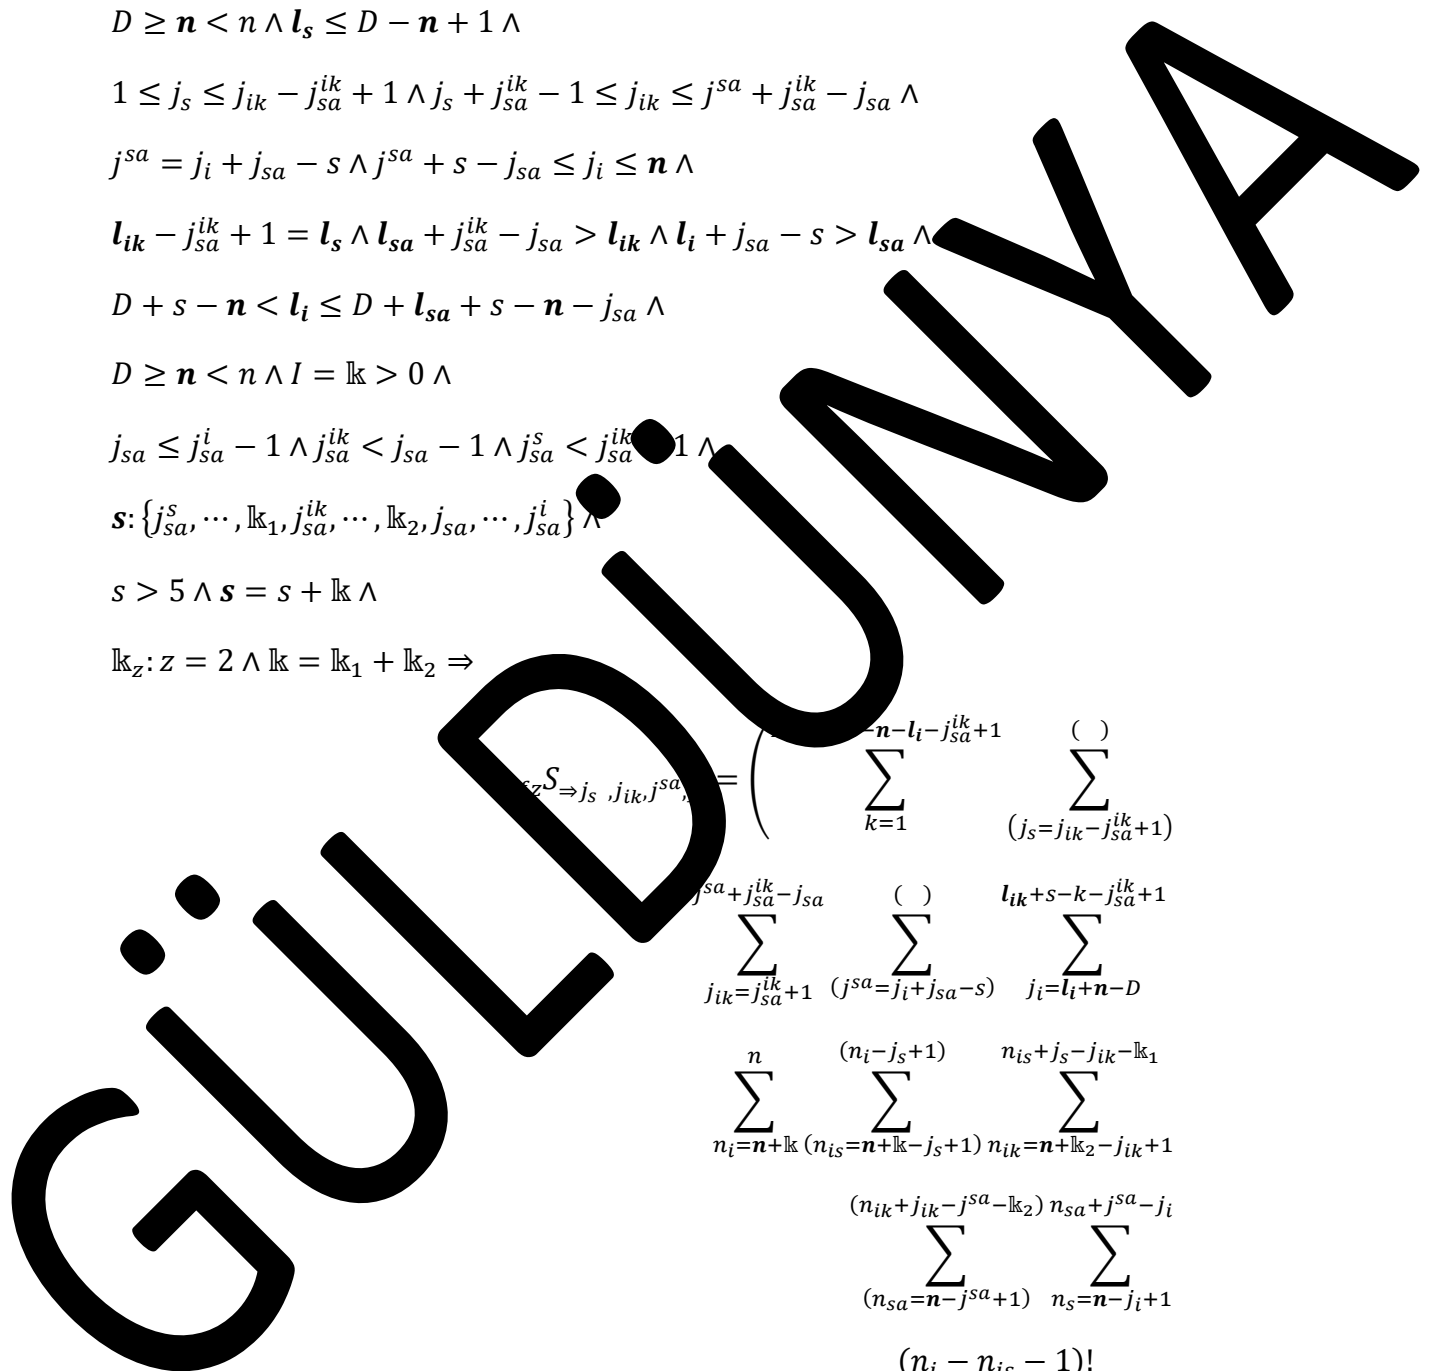 D ≥ 𝒏 < n ∧ 𝒍ₛ ≤ D − 𝒏 + 1 ∧
1 ≤ j_s ≤ j_{ik} − j_{sa}^{ik} + 1 ∧ j_s + j_{sa}^{ik} − 1 ≤ j_{ik} ≤ j^{sa} + j_{sa}^{ik} − j_{sa} ∧
j^{sa} = j_i + j_{sa} − s ∧ j^{sa} + s − j_{sa} ≤ j_i ≤ 𝒏 ∧
𝒍_{ik} − j_{sa}^{ik} + 1 = 𝒍_s ∧ 𝒍_{sa} + j_{sa}^{ik} − j_{sa} > 𝒍_{ik} ∧ 𝒍_i + j_{sa} − s > 𝒍_{sa} ∧
D + s − 𝒏 < 𝒍_i ≤ D + 𝒍_{sa} + s − 𝒏 − j_{sa} ∧
D ≥ 𝒏 < n ∧ I = 𝕜 > 0 ∧
j_{sa} ≤ j_{sa}^{i} − 1 ∧ j_{sa}^{ik} < j_{sa} − 1 ∧ j_{sa}^{s} < j_{sa}^{ik} 1 ∧
𝒔: {j_{sa}^{s}, ⋯, 𝕜_1, j_{sa}^{ik}, ⋯, 𝕜_2, j_{sa}, ⋯, j_{sa}^{i}} ∧
s > 5 ∧ 𝒔 = s + 𝕜 ∧
𝕜_z: z = 2 ∧ 𝕜 = 𝕜_1 + 𝕜_2 ⇒
_{z}S_{⇒j_s ,j_{ik},j^{sa},} = ( ∑_{k=1}^{−𝒏−𝒍_i−j_{sa}^{ik}+1} ∑_{(j_s=j_{ik}−j_{sa}^{ik}+1)}^{( )}
∑_{j_{ik}=j_{sa}^{ik}+1}^{j^{sa}+j_{sa}^{ik}−j_{sa}} ∑_{(j^{sa}=j_i+j_{sa}−s)}^{( )} ∑_{j_i=𝒍_i+𝒏−D}^{𝒍_{ik}+s−k−j_{sa}^{ik}+1}
∑_{n_i=𝒏+𝕜}^{n} ∑_{(n_{is}=𝒏+𝕜−j_s+1)}^{(n_i−j_s+1)} ∑_{n_{ik}=𝒏+𝕜_2−j_{ik}+1}^{n_{is}+j_s−j_{ik}−𝕜_1}
∑_{(n_{sa}=𝒏−j^{sa}+1)}^{(n_{ik}+j_{ik}−j^{sa}−𝕜_2)} ∑_{n_s=𝒏−j_i+1}^{n_{sa}+j^{sa}−j_i}
(n_i − n_{is} − 1)!
GÜLDÜNYA